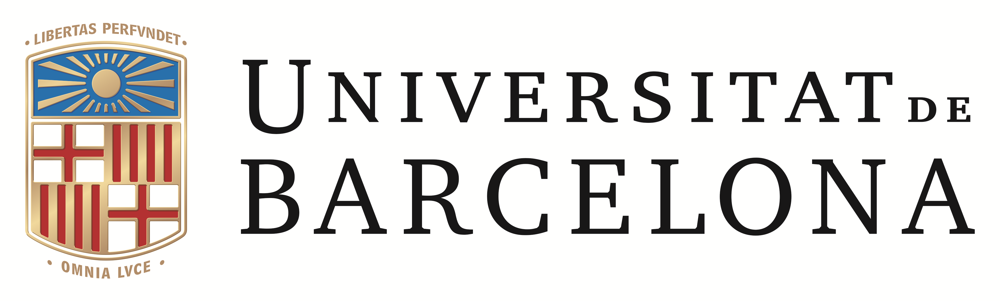 · LIBERTAS PERFVNDET ·
· OMNIA LVCE ·
UNIVERSITAT DE
BARCELONA